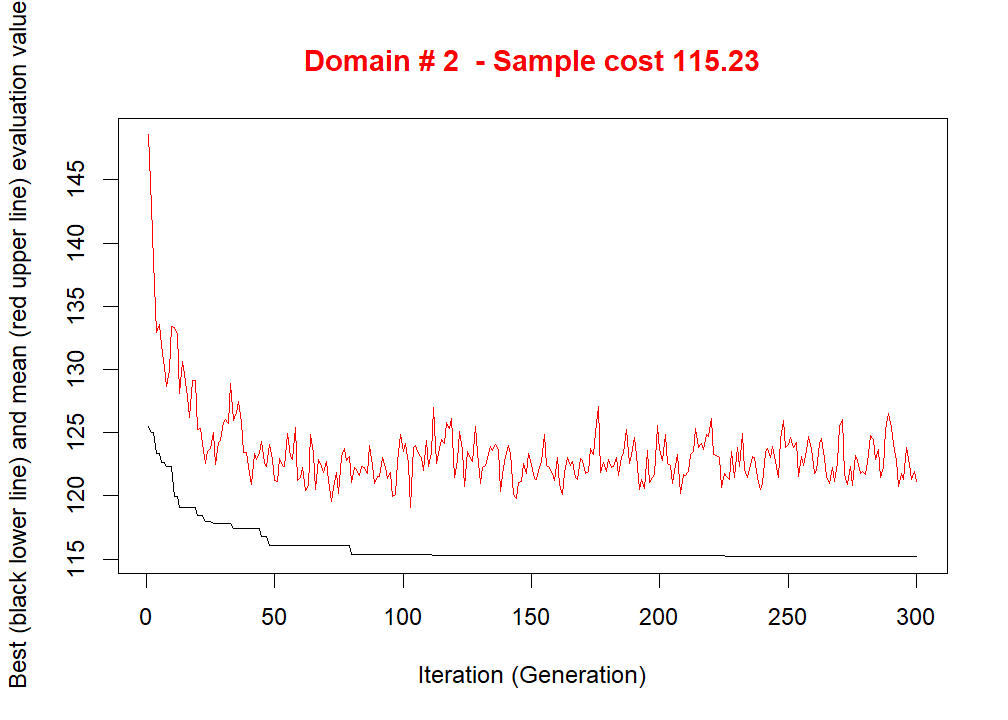 Domain # 2  - Sample cost 115.23
Best (black lower line) and mean (red upper line) evaluation value
145
140
135
130
125
120
115
0 50 100 150 200 250 300
Iteration (Generation)